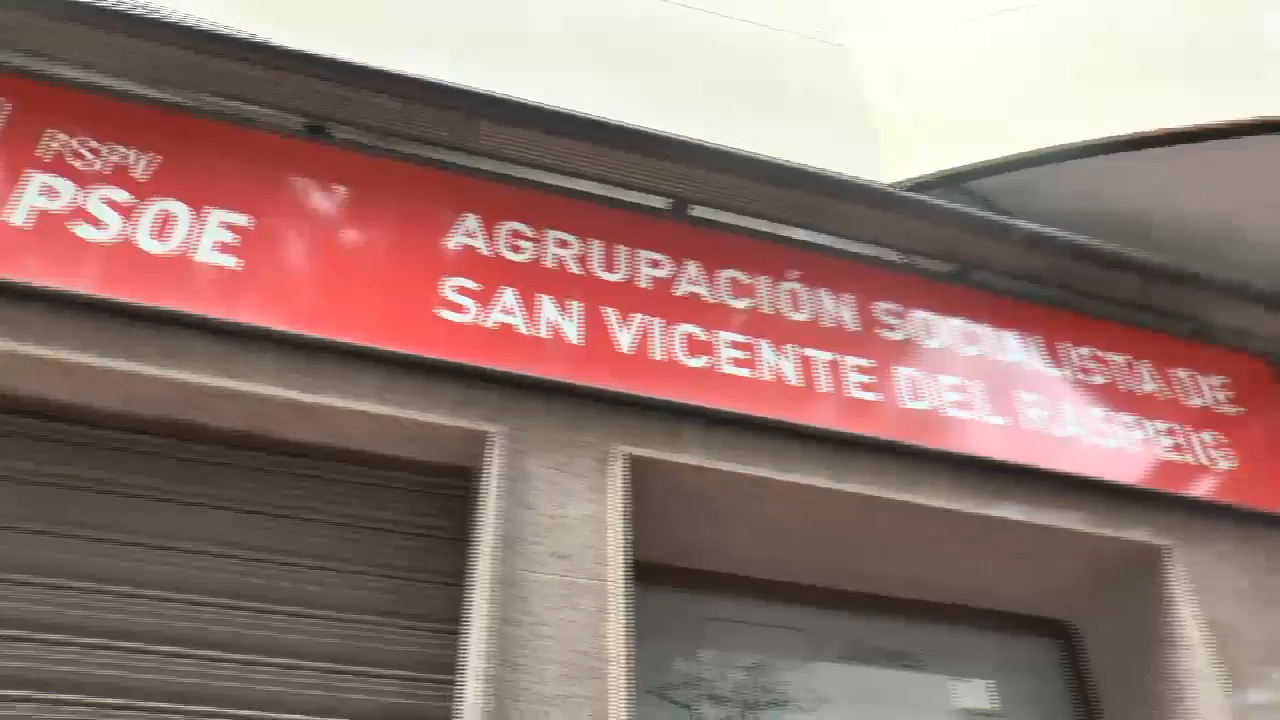 PSPV
PSOE
AGRUPACIÓN SOCIALISTA DE
SAN VICENTE DEL RASPEIG